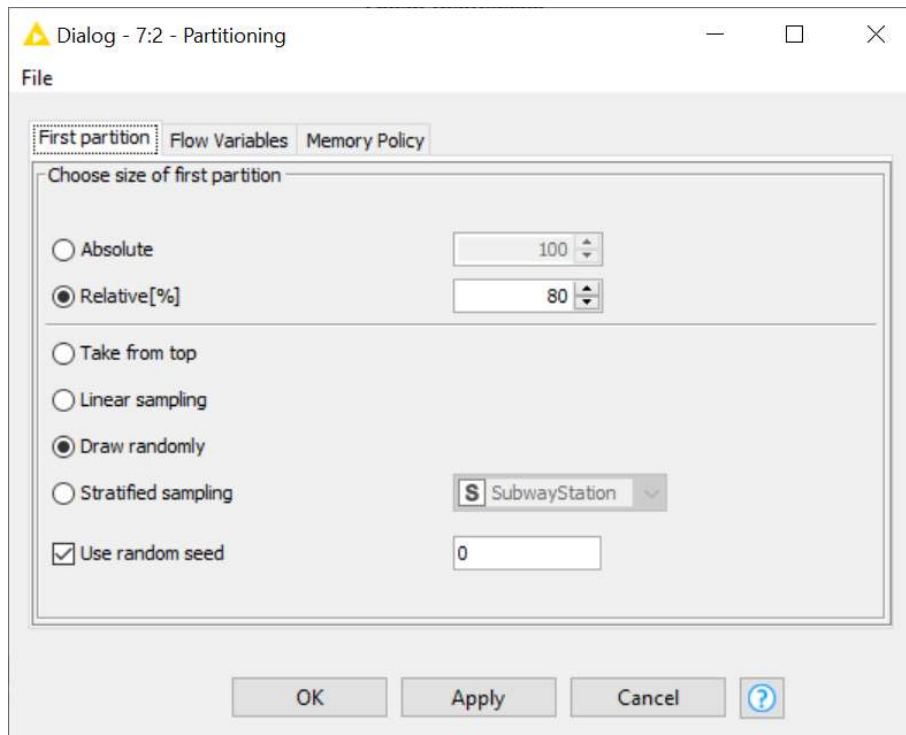 Dialog - 7:2 - Partitioning
File
First partition Flow Variables Memory Policy
Choose size of first partition
Absolute 100
Relative[%] 80
Take from top
Linear sampling
Draw randomly
Stratified sampling S SubwayStation
Use random seed 0
OK Apply Cancel ?